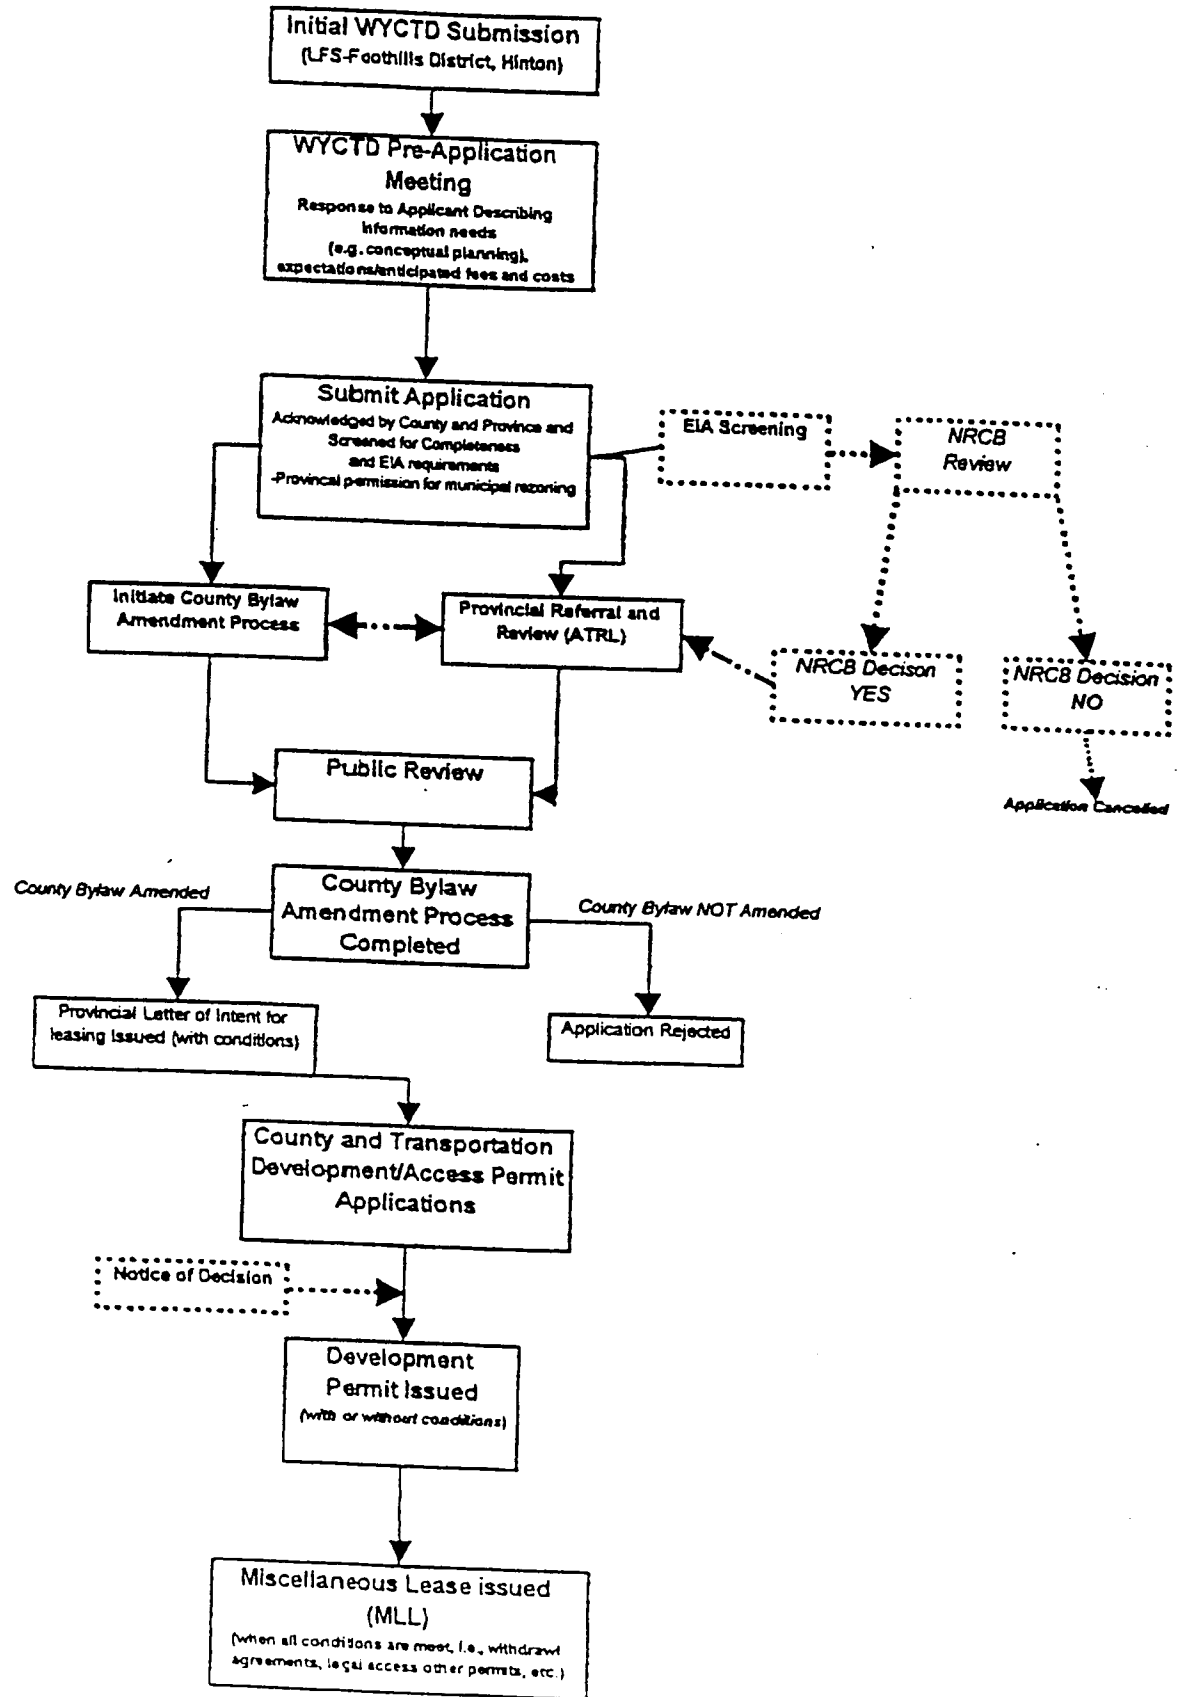 Initial WYCTD Submission
(LFS-Foothills District, Hinton)
WYCTD Pre-Application
Meeting
Response to Applicant Describing
Information needs
(e.g. conceptual planning),
expectations/anticipated fees and costs
Submit Application
Acknowledged by County and Province and
Screened for Completeness
and EIA requirements
-Provincal permission for municipal rezoning
EIA Screening
NRCB
Review
Initiate County Bylaw
Amendment Process
Provincial Referral and
Review (ATRL)
NRCB Decison
YES
NRCB Decision
NO
Application Cancelled
Public Review
County Bylaw
Amendment Process
Completed
County Bylaw Amended
County Bylaw NOT Amended
Provincial Letter of Intent for
leasing Issued (with conditions)
Application Rejected
County and Transportation
Development/Access Permit
Applications
Notice of Decision
Development
Permit Issued
(with or without conditions)
Miscellaneous Lease issued
(MLL)
(when all conditions are meet, i.e., withdrawl
agreements, legal access other permits, etc.)